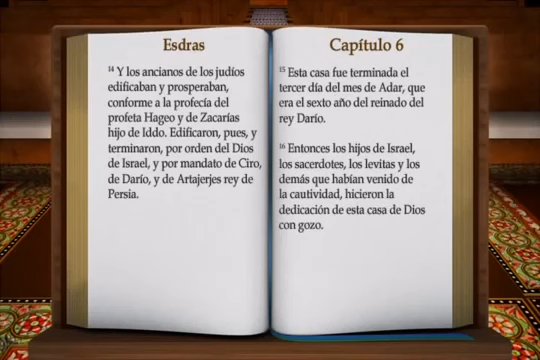 Esdras
14 Y los ancianos de los judíos
edificaban y prosperaban,
conforme a la profecía del
profeta Hageo y de Zacarías
hijo de Iddo. Edificaron, pues, y
terminaron, por orden del Dios
de Israel, y por mandato de Ciro,
de Darío, y de Artajerjes rey de
Persia.
Capítulo 6
15 Esta casa fue terminada el
tercer día del mes de Adar, que
era el sexto año del reinado del
rey Darío.
16 Entonces los hijos de Israel,
los sacerdotes, los levitas y los
demás que habían venido de
la cautividad, hicieron la
dedicación de esta casa de Dios
con gozo.